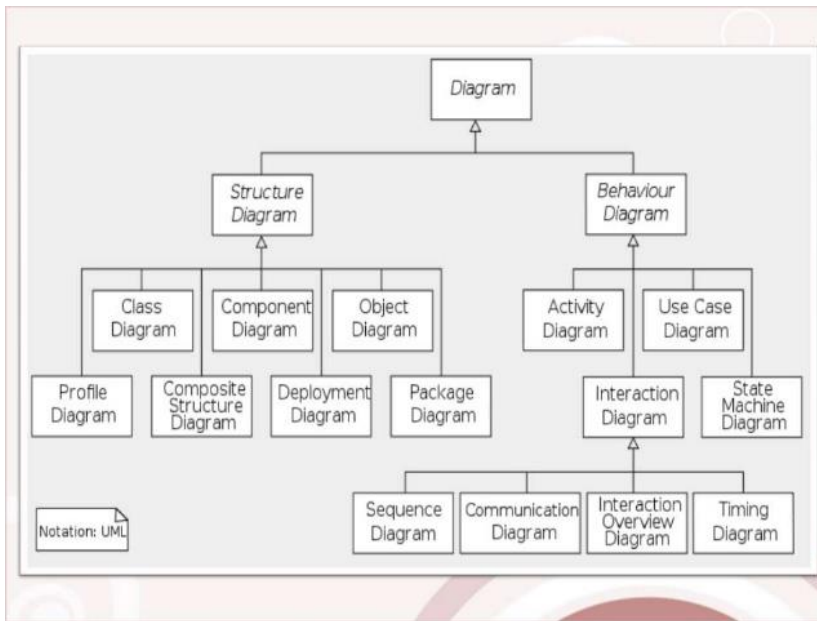 Diagram
Structure
Diagram
Behaviour
Diagram
Class
Diagram
Component
Diagram
Object
Diagram
Activity
Diagram
Use Case
Diagram
Profile
Diagram
Composite
Structure
Diagram
Deployment
Diagram
Package
Diagram
Interaction
Diagram
State
Machine
Diagram
Sequence
Diagram
Communication
Diagram
Interaction
Overview
Diagram
Timing
Diagram
Notation: UML